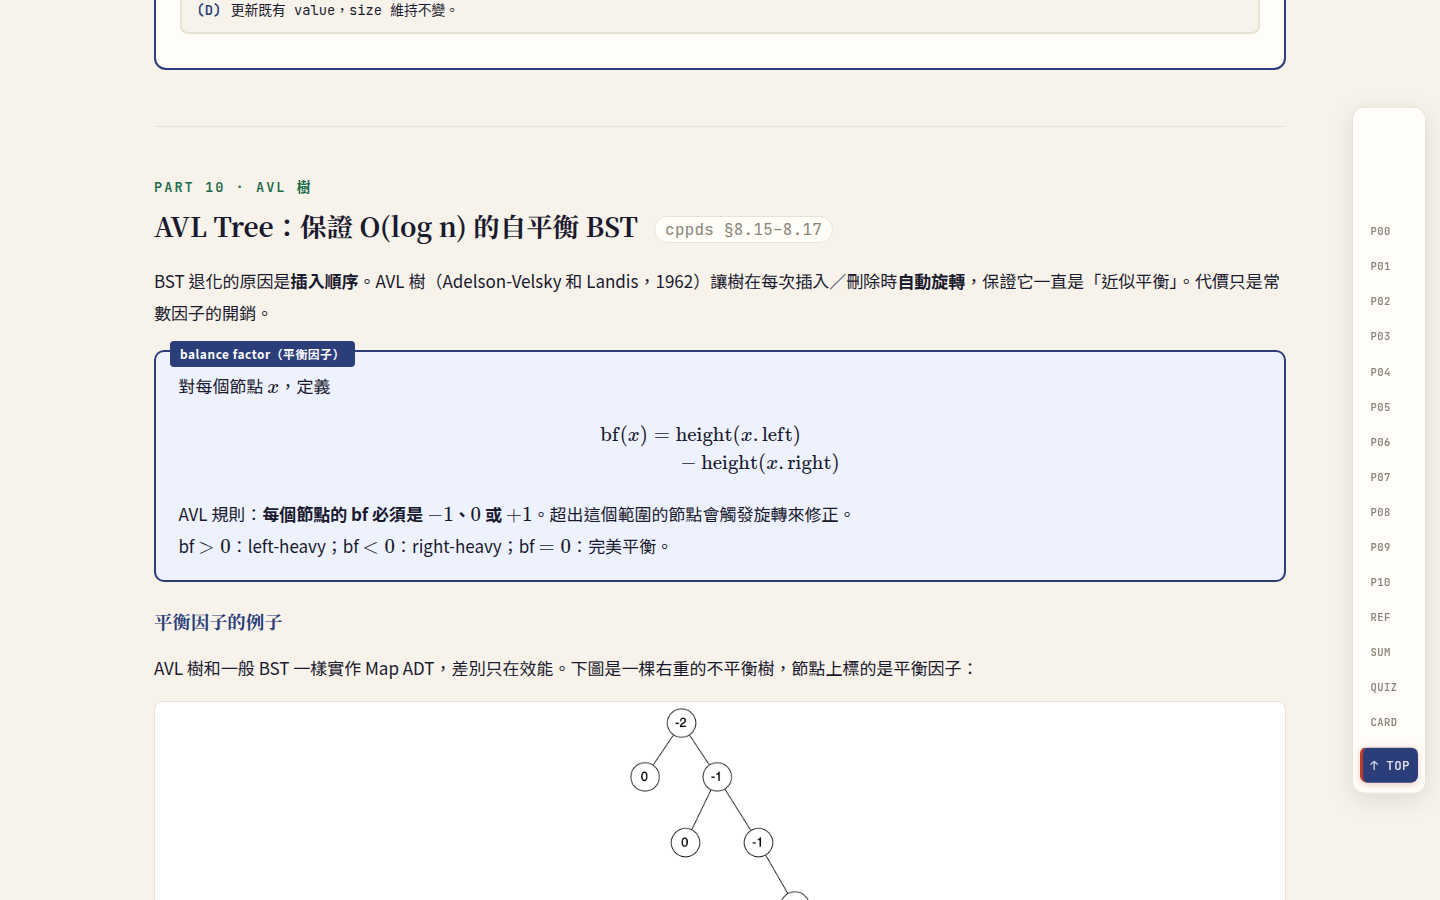 (D) 更新既有 value，size 維持不變。
PART 10 · AVL 樹
AVL Tree：保證 O(log n) 的自平衡 BST cppds §8.15–8.17
BST 退化的原因是插入順序。AVL 樹（Adelson-Velsky 和 Landis，1962）讓樹在每次插入／刪除時自動旋轉，保證它一直是「近似平衡」。代價只是常
數因子的開銷。
balance factor（平衡因子）
對每個節點 x，定義
bf(x) = height(x. left)
− height(x. right)
AVL 規則：每個節點的 bf 必須是 −1、0 或 +1。超出這個範圍的節點會觸發旋轉來修正。
bf > 0：left-heavy；bf < 0：right-heavy；bf = 0：完美平衡。
平衡因子的例子
AVL 樹和一般 BST 一樣實作 Map ADT，差別只在效能。下圖是一棵右重的不平衡樹，節點上標的是平衡因子：
-2
0
-1
0
-1
P00
P01
P02
P03
P04
P05
P06
P07
P08
P09
P10
REF
SUM
QUIZ
CARD
↑ TOP